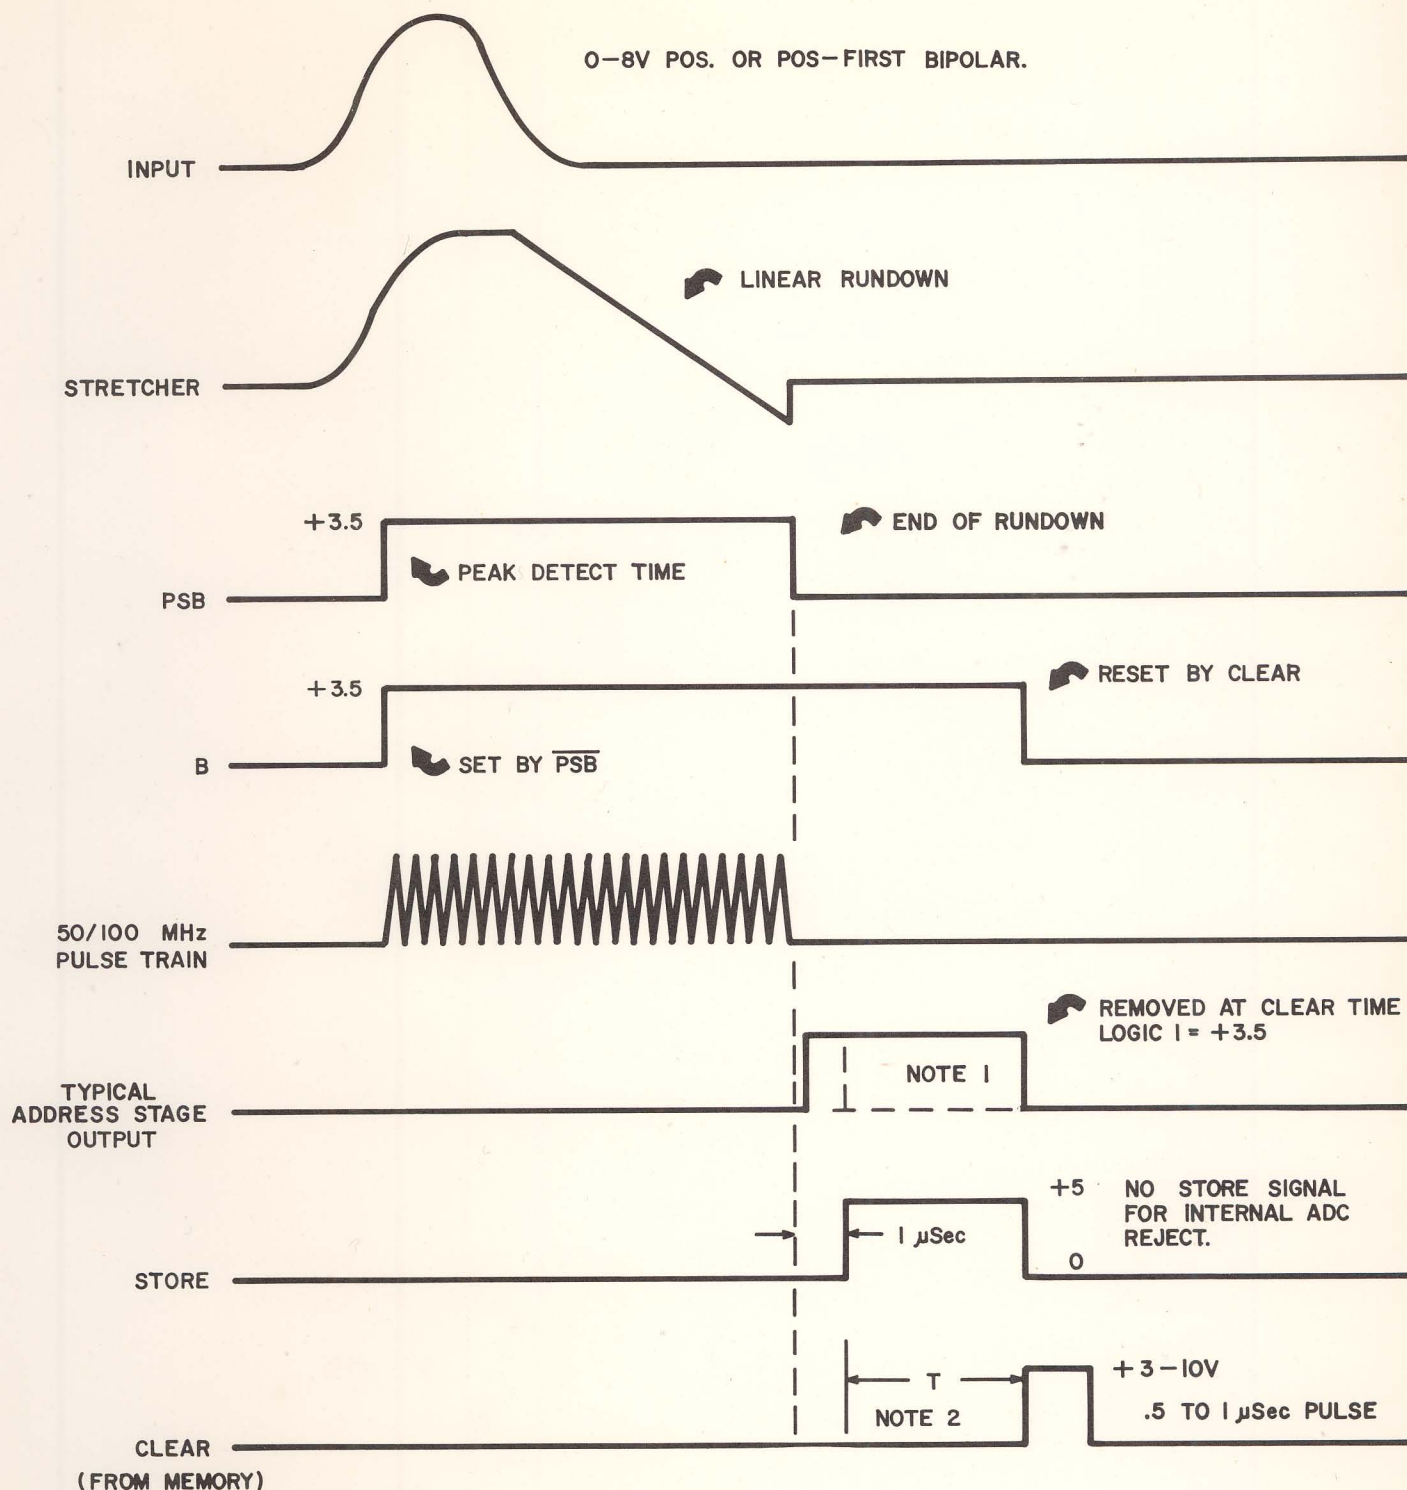 0-8V POS. OR POS-FIRST BIPOLAR.
INPUT
LINEAR RUNDOWN
STRETCHER
+3.5
END OF RUNDOWN
PEAK DETECT TIME
PSB
+3.5
RESET BY CLEAR
B
SET BY P̅S̅B̅
50/100 MHz
PULSE TRAIN
REMOVED AT CLEAR TIME
LOGIC 1 = +3.5
NOTE 1
TYPICAL
ADDRESS STAGE
OUTPUT
+5
NO STORE SIGNAL
FOR INTERNAL ADC
REJECT.
1 μSec
0
STORE
+3-10V
T
NOTE 2
.5 TO 1 μSec PULSE
CLEAR
(FROM MEMORY)